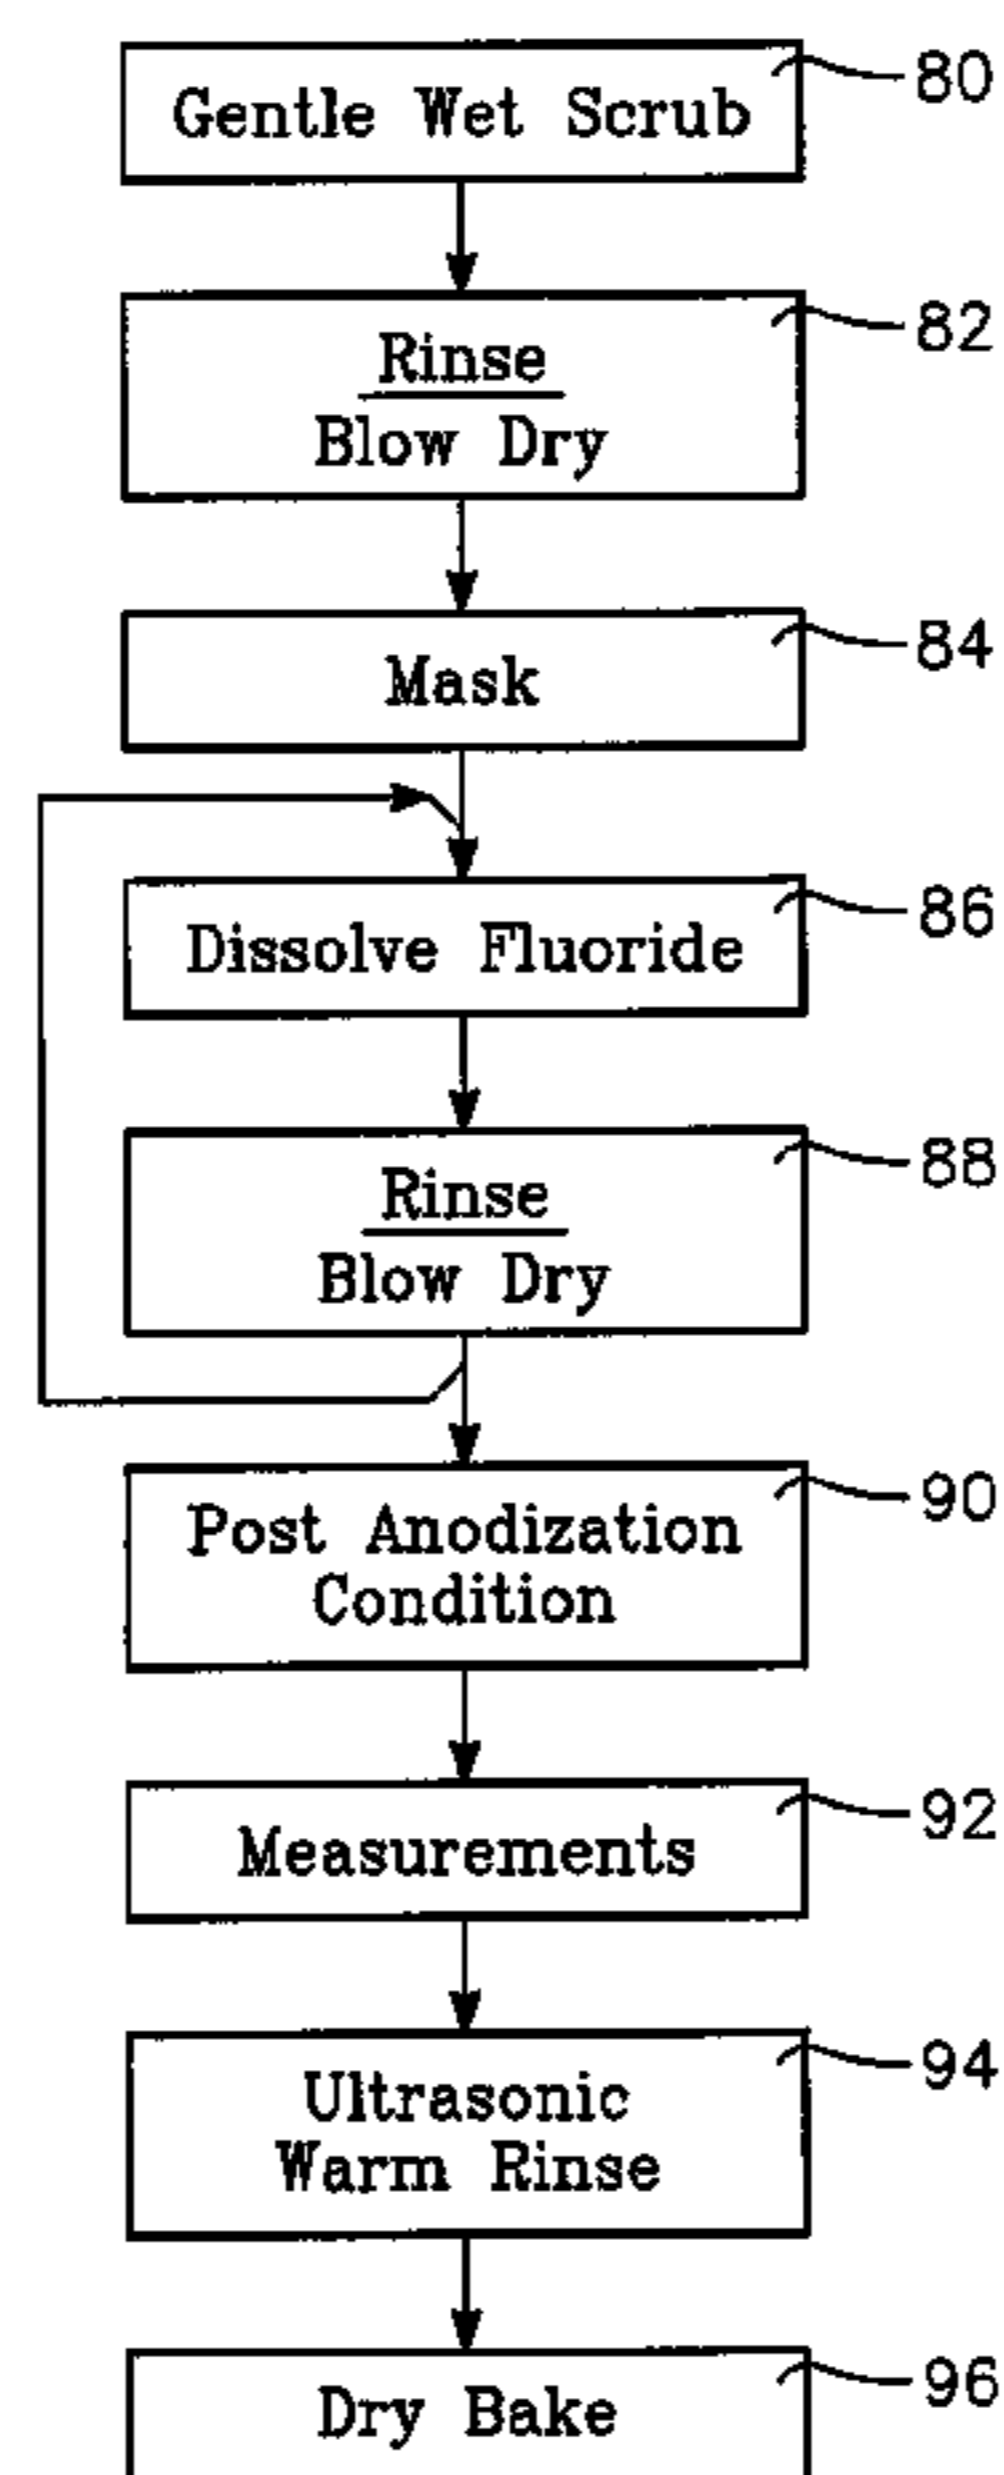 Gentle Wet Scrub
80
Rinse
Blow Dry
82
Mask
84
Dissolve Fluoride
86
Rinse
Blow Dry
88
Post Anodization
Condition
90
Measurements
92
Ultrasonic
Warm Rinse
94
Dry Bake
96